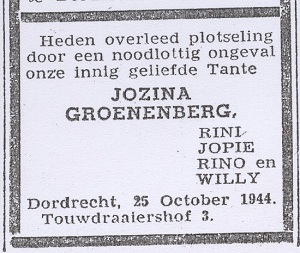 Heden overleed plotseling
door een noodlottig ongeval
onze innig geliefde Tante
JOZINA
GROENENBERG,
RINI
JOPIE
RINO en
WILLY
Dordrecht, 25 October 1944.
Touwdraaiershof 3.